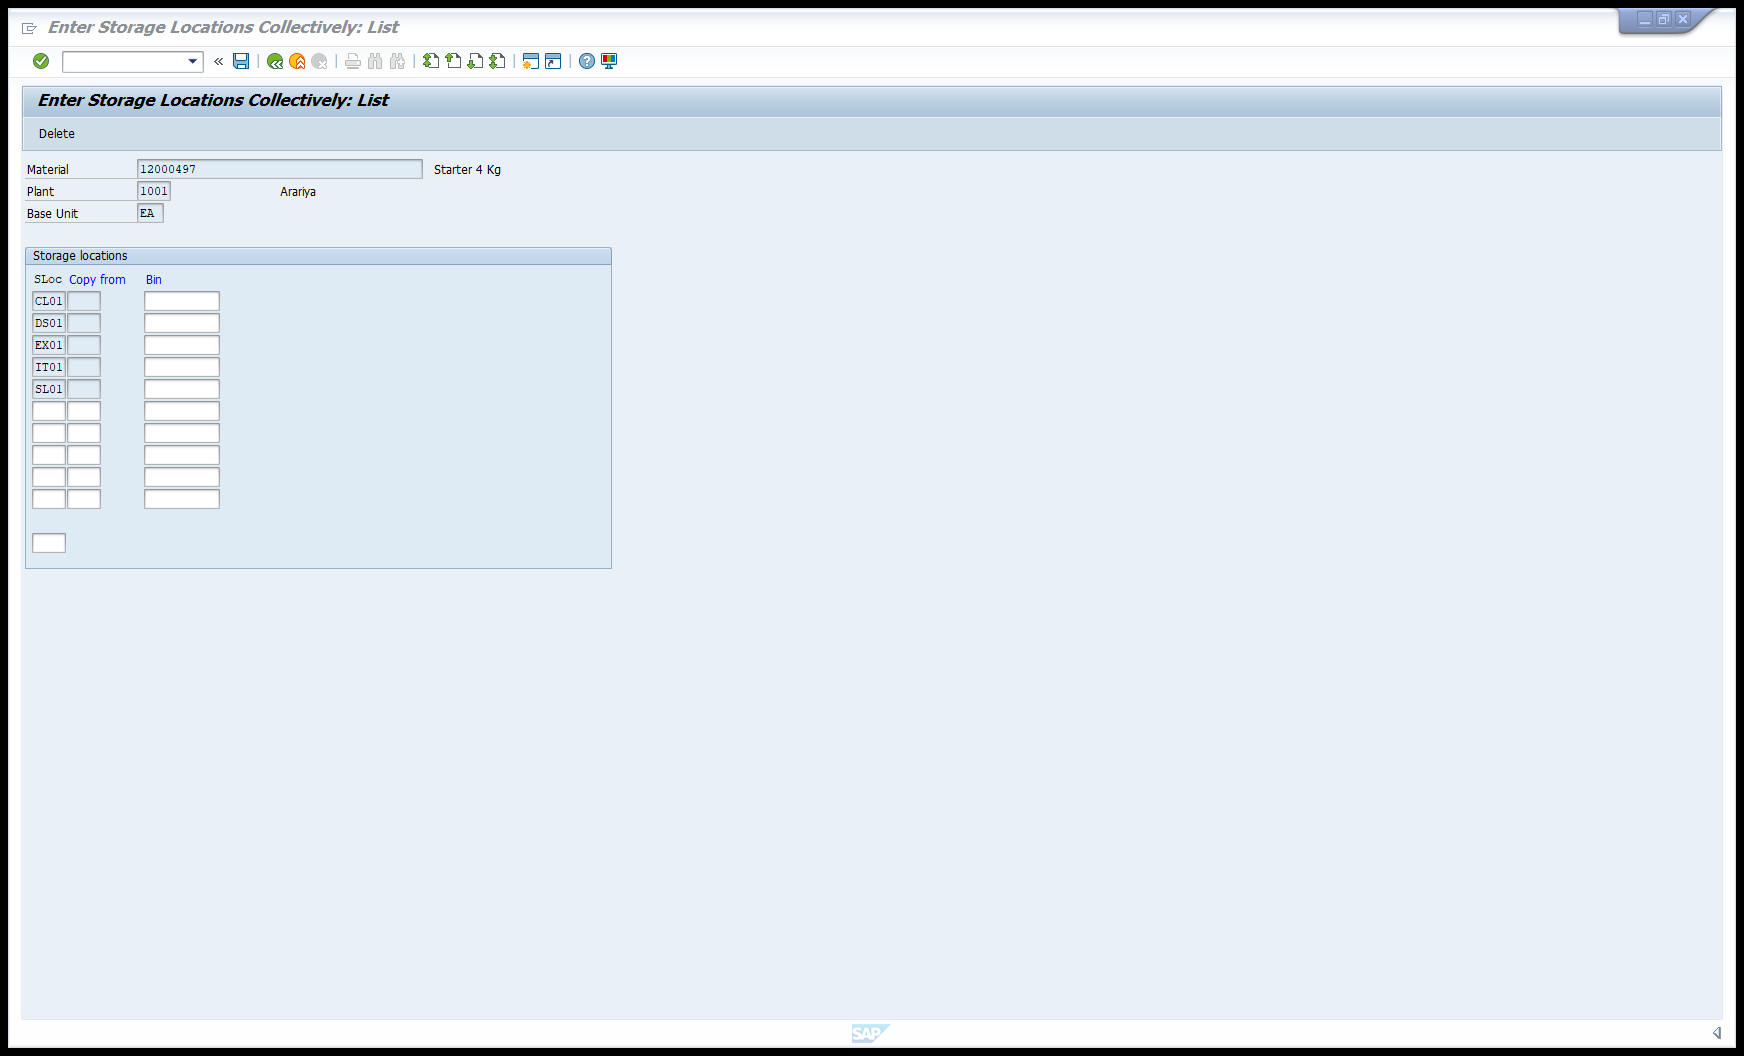 Enter Storage Locations Collectively: List
Enter Storage Locations Collectively: List
Delete
Material 12000497 Starter 4 Kg
Plant 1001 Arariya
Base Unit EA
Storage locations
SLoc Copy from Bin
CL01
DS01
EX01
IT01
SL01
SAP